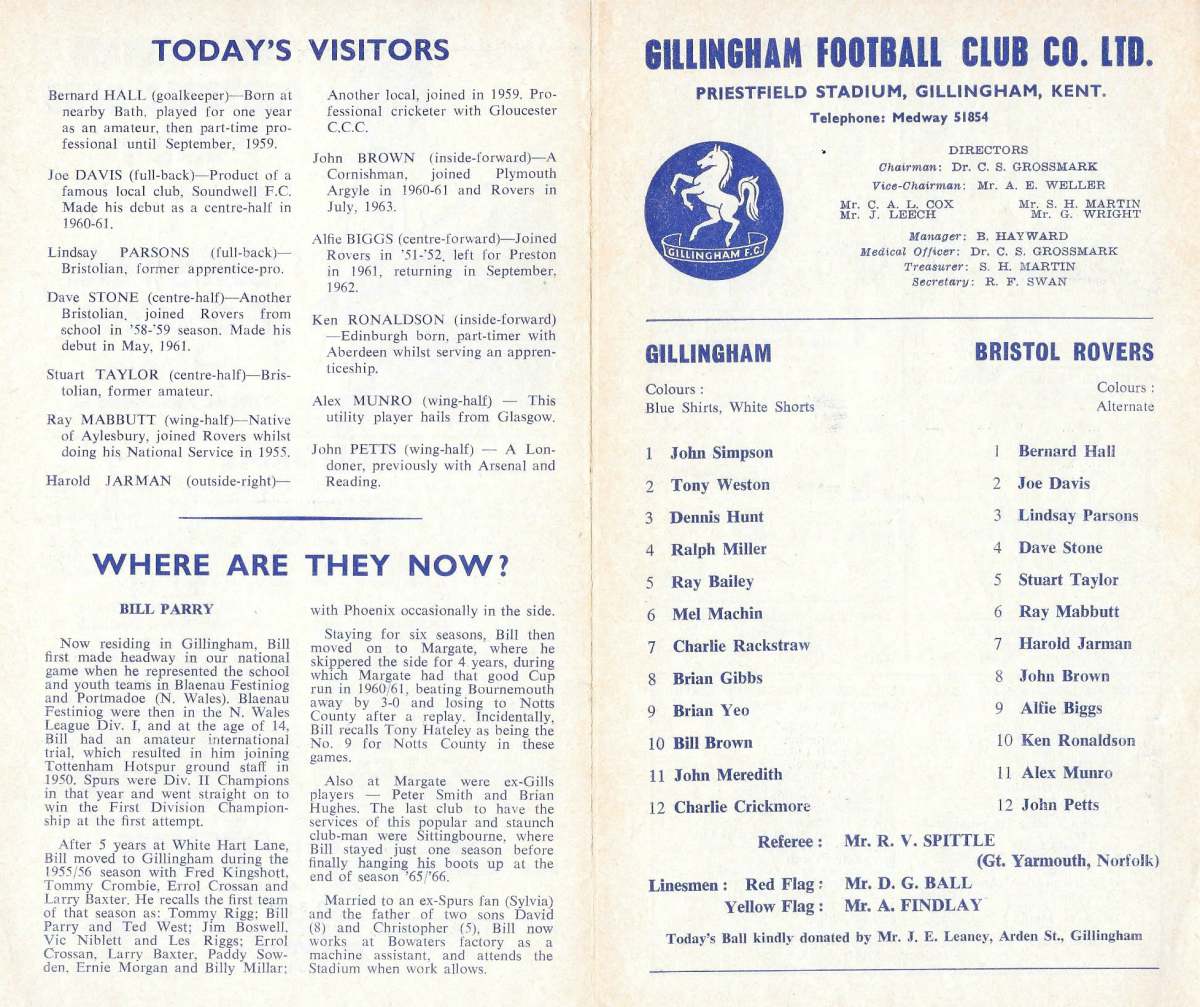 TODAY'S VISITORS
Bernard HALL (goalkeeper)—Born at
nearby Bath, played for one year
as an amateur, then part-time pro-
fessional until September, 1959.
Joe DAVIS (full-back)—Product of a
famous local club, Soundwell F.C.
Made his debut as a centre-half in
1960-61.
Lindsay PARSONS (full-back)—
Bristolian, former apprentice-pro.
Dave STONE (centre-half)—Another
Bristolian, joined Rovers from
school in '58-'59 season. Made his
debut in May, 1961.
Stuart TAYLOR (centre-half)—Bris-
tolian, former amateur.
Ray MABBUTT (wing-half)—Native
of Aylesbury, joined Rovers whilst
doing his National Service in 1955.
Harold JARMAN (outside-right)—
Another local, joined in 1959. Pro-
fessional cricketer with Gloucester
C.C.C.
John BROWN (inside-forward)—A
Cornishman, joined Plymouth
Argyle in 1960-61 and Rovers in
July, 1963.
Alfie BIGGS (centre-forward)—Joined
Rovers in '51-'52, left for Preston
in 1961, returning in September,
1962.
Ken RONALDSON (inside-forward)
—Edinburgh born, part-timer with
Aberdeen whilst serving an appren-
ticeship.
Alex MUNRO (wing-half) — This
utility player hails from Glasgow.
John PETTS (wing-half) — A Lon-
doner, previously with Arsenal and
Reading.
WHERE ARE THEY NOW?
BILL PARRY
Now residing in Gillingham, Bill
first made headway in our national
game when he represented the school
and youth teams in Blaenau Festiniog
and Portmadoe (N. Wales). Blaenau
Festiniog were then in the N. Wales
League Div. I, and at the age of 14,
Bill had an amateur international
trial, which resulted in him joining
Tottenham Hotspur ground staff in
1950. Spurs were Div. II Champions
in that year and went straight on to
win the First Division Champion-
ship at the first attempt.
After 5 years at White Hart Lane,
Bill moved to Gillingham during the
1955/56 season with Fred Kingshott,
Tommy Crombie, Errol Crossan and
Larry Baxter. He recalls the first team
of that season as: Tommy Rigg; Bill
Parry and Ted West; Jim Boswell,
Vic Niblett and Les Riggs; Errol
Crossan, Larry Baxter, Paddy Sow-
den, Ernie Morgan and Billy Millar;
with Phoenix occasionally in the side.
Staying for six seasons, Bill then
moved on to Margate, where he
skippered the side for 4 years, during
which Margate had that good Cup
run in 1960/61, beating Bournemouth
away by 3-0 and losing to Notts
County after a replay. Incidentally,
Bill recalls Tony Hateley as being the
No. 9 for Notts County in these
games.
Also at Margate were ex-Gills
players — Peter Smith and Brian
Hughes. The last club to have the
services of this popular and staunch
club-man were Sittingbourne, where
Bill stayed just one season before
finally hanging his boots up at the
end of season '65/'66.
Married to an ex-Spurs fan (Sylvia)
and the father of two sons David
(8) and Christopher (5), Bill now
works at Bowaters factory as a
machine assistant, and attends the
Stadium when work allows.
GILLINGHAM FOOTBALL CLUB CO. LTD.
PRIESTFIELD STADIUM, GILLINGHAM, KENT.
Telephone: Medway 51854
GILLINGHAM F.C.
DIRECTORS
Chairman: Dr. C. S. GROSSMARK
Vice-Chairman: Mr. A. E. WELLER
Mr. C. A. L. COX Mr. S. H. MARTIN
Mr. J. LEECH Mr. G. WRIGHT
Manager: B. HAYWARD
Medical Officer: Dr. C. S. GROSSMARK
Treasurer: S. H. MARTIN
Secretary: R. F. SWAN
GILLINGHAM
Colours :
Blue Shirts, White Shorts
1 John Simpson
2 Tony Weston
3 Dennis Hunt
4 Ralph Miller
5 Ray Bailey
6 Mel Machin
7 Charlie Rackstraw
8 Brian Gibbs
9 Brian Yeo
10 Bill Brown
11 John Meredith
12 Charlie Crickmore
BRISTOL ROVERS
Colours :
Alternate
1 Bernard Hall
2 Joe Davis
3 Lindsay Parsons
4 Dave Stone
5 Stuart Taylor
6 Ray Mabbutt
7 Harold Jarman
8 John Brown
9 Alfie Biggs
10 Ken Ronaldson
11 Alex Munro
12 John Petts
Referee : Mr. R. V. SPITTLE
(Gt. Yarmouth, Norfolk)
Linesmen : Red Flag : Mr. D. G. BALL
Yellow Flag : Mr. A. FINDLAY
Today's Ball kindly donated by Mr. J. E. Leaney, Arden St., Gillingham